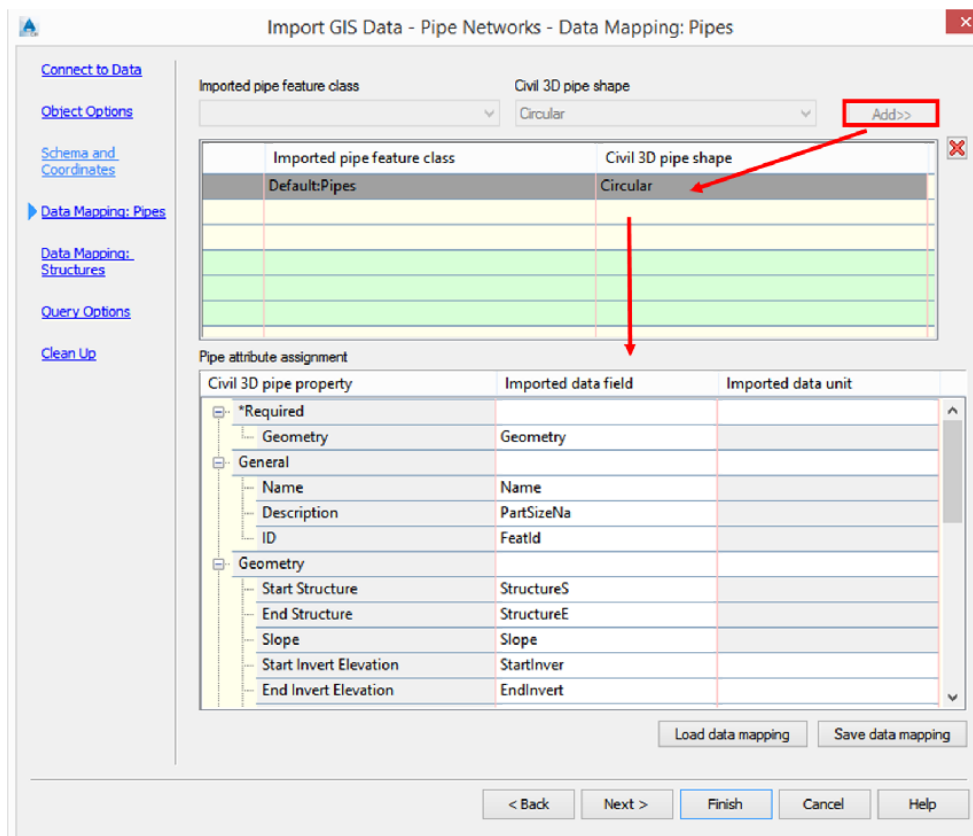 Import GIS Data - Pipe Networks - Data Mapping: Pipes
Connect to Data
Object Options
Schema and
Coordinates
Data Mapping: Pipes
Data Mapping:
Structures
Query Options
Clean Up
Imported pipe feature class Civil 3D pipe shape
Circular Add>>
Imported pipe feature class Civil 3D pipe shape
Default:Pipes Circular
Pipe attribute assignment
Civil 3D pipe property Imported data field Imported data unit
*Required
Geometry Geometry
General
Name Name
Description PartSizeNa
ID FeatId
Geometry
Start Structure StructureS
End Structure StructureE
Slope Slope
Start Invert Elevation StartInver
End Invert Elevation EndInvert
Load data mapping Save data mapping
< Back Next > Finish Cancel Help